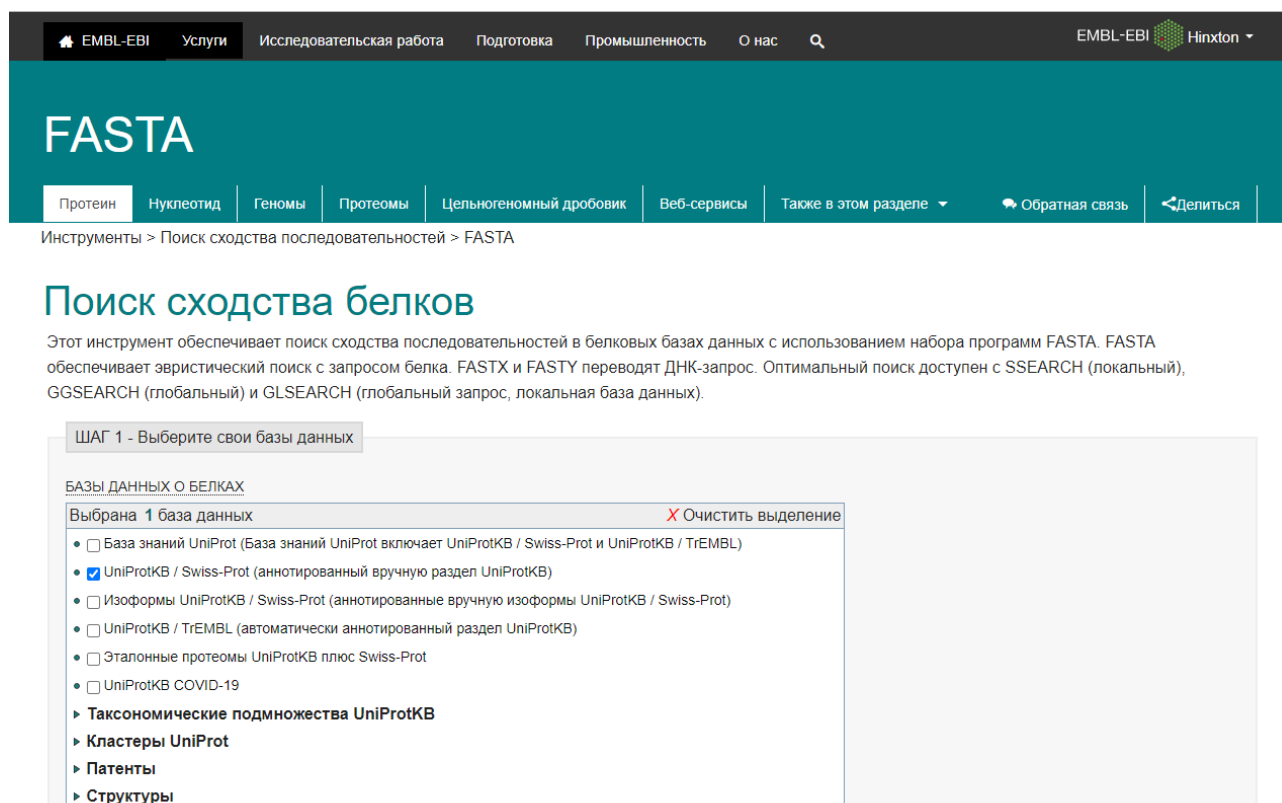 EMBL-EBI Услуги Исследовательская работа Подготовка Промышленность О нас EMBL-EBI Hinxton
FASTA
Протеин Нуклеотид Геномы Протеомы Цельногеномный дробовик Веб-сервисы Также в этом разделе Обратная связь Делиться
Инструменты > Поиск сходства последовательностей > FASTA
Поиск сходства белков
Этот инструмент обеспечивает поиск сходства последовательностей в белковых базах данных с использованием набора программ FASTA. FASTA
обеспечивает эвристический поиск с запросом белка. FASTX и FASTY переводят ДНК-запрос. Оптимальный поиск доступен с SSEARCH (локальный),
GGSEARCH (глобальный) и GLSEARCH (глобальный запрос, локальная база данных).
ШАГ 1 - Выберите свои базы данных
БАЗЫ ДАННЫХ О БЕЛКАХ
Выбрана 1 база данных X Очистить выделение
База знаний UniProt (База знаний UniProt включает UniProtKB / Swiss-Prot и UniProtKB / TrEMBL)
UniProtKB / Swiss-Prot (аннотированный вручную раздел UniProtKB)
Изоформы UniProtKB / Swiss-Prot (аннотированные вручную изоформы UniProtKB / Swiss-Prot)
UniProtKB / TrEMBL (автоматически аннотированный раздел UniProtKB)
Эталонные протеомы UniProtKB плюс Swiss-Prot
UniProtKB COVID-19
Таксономические подмножества UniProtKB
Кластеры UniProt
Патенты
Структуры